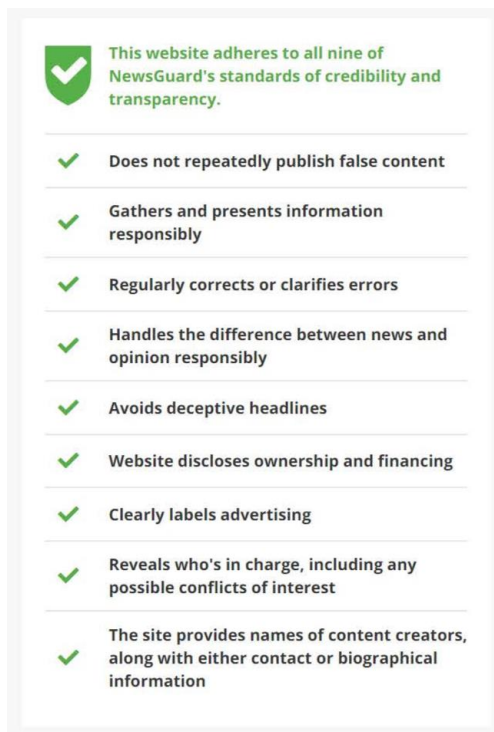 This website adheres to all nine of
NewsGuard's standards of credibility and
transparency.
Does not repeatedly publish false content
Gathers and presents information
responsibly
Regularly corrects or clarifies errors
Handles the difference between news and
opinion responsibly
Avoids deceptive headlines
Website discloses ownership and financing
Clearly labels advertising
Reveals who's in charge, including any
possible conflicts of interest
The site provides names of content creators,
along with either contact or biographical
information